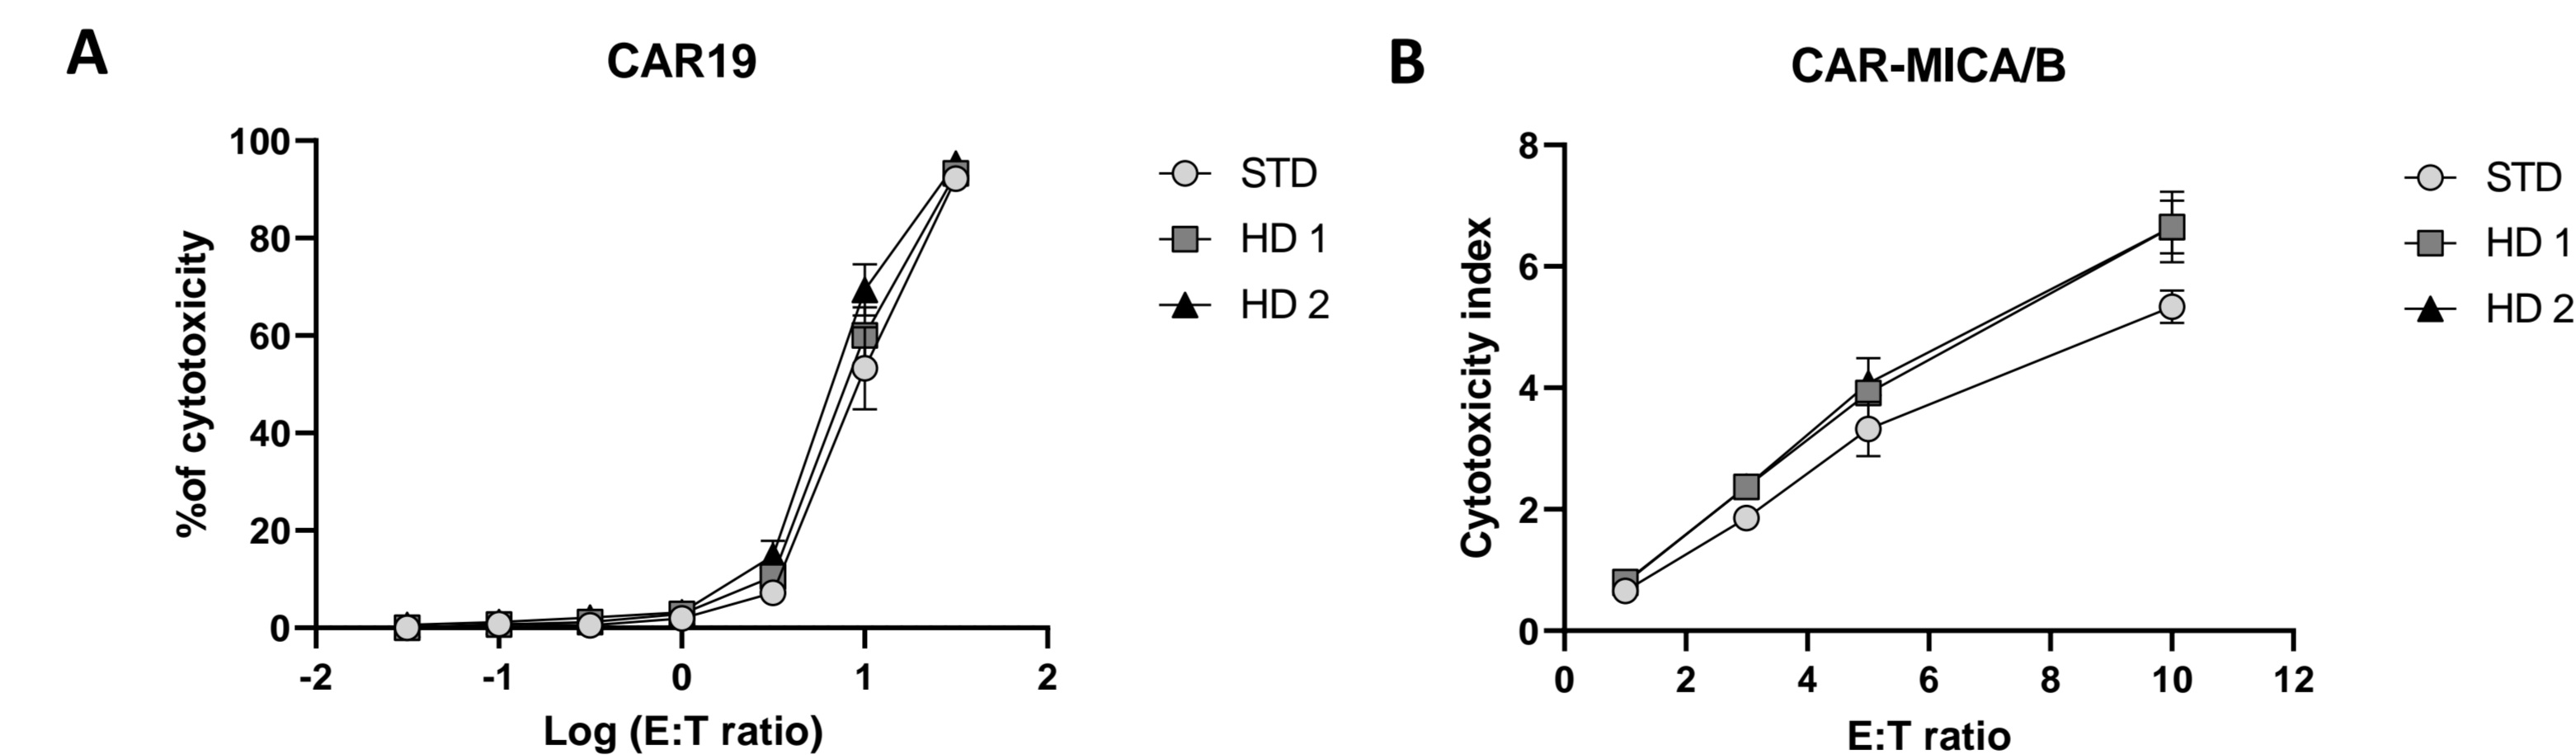 A
CAR19
%of cytotoxicity
100
80
60
40
20
0
-2
-1
0
1
2
Log (E:T ratio)
STD
HD 1
HD 2
B
CAR-MICA/B
Cytotoxicity index
8
6
4
2
0
0
2
4
6
8
10
12
E:T ratio
STD
HD 1
HD 2